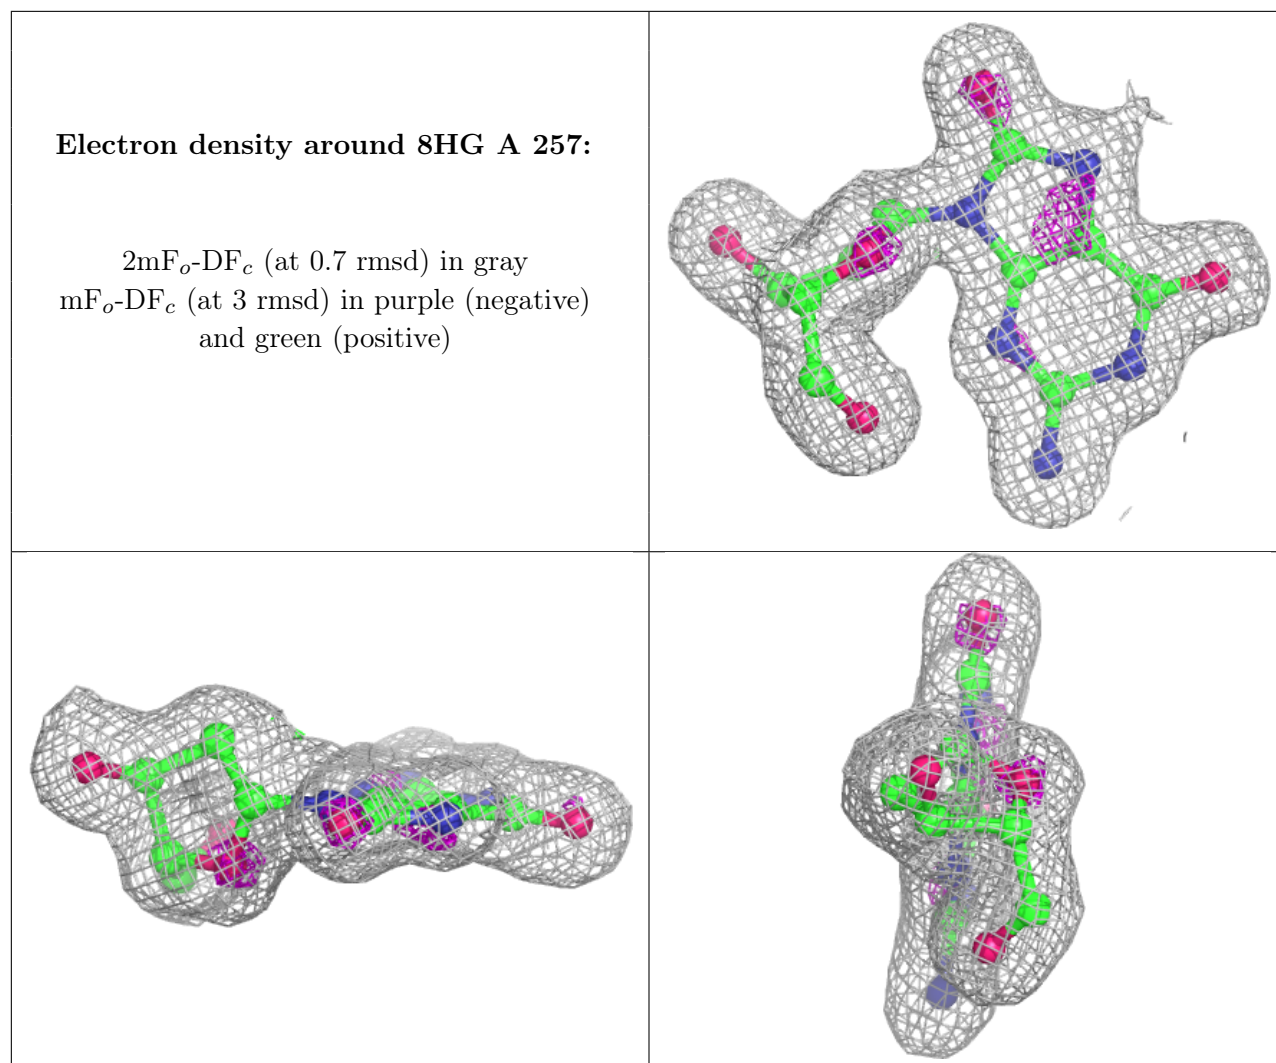 Electron density around 8HG A 257:
2mFo-DFc (at 0.7 rmsd) in gray
mFo-DFc (at 3 rmsd) in purple (negative)
and green (positive)